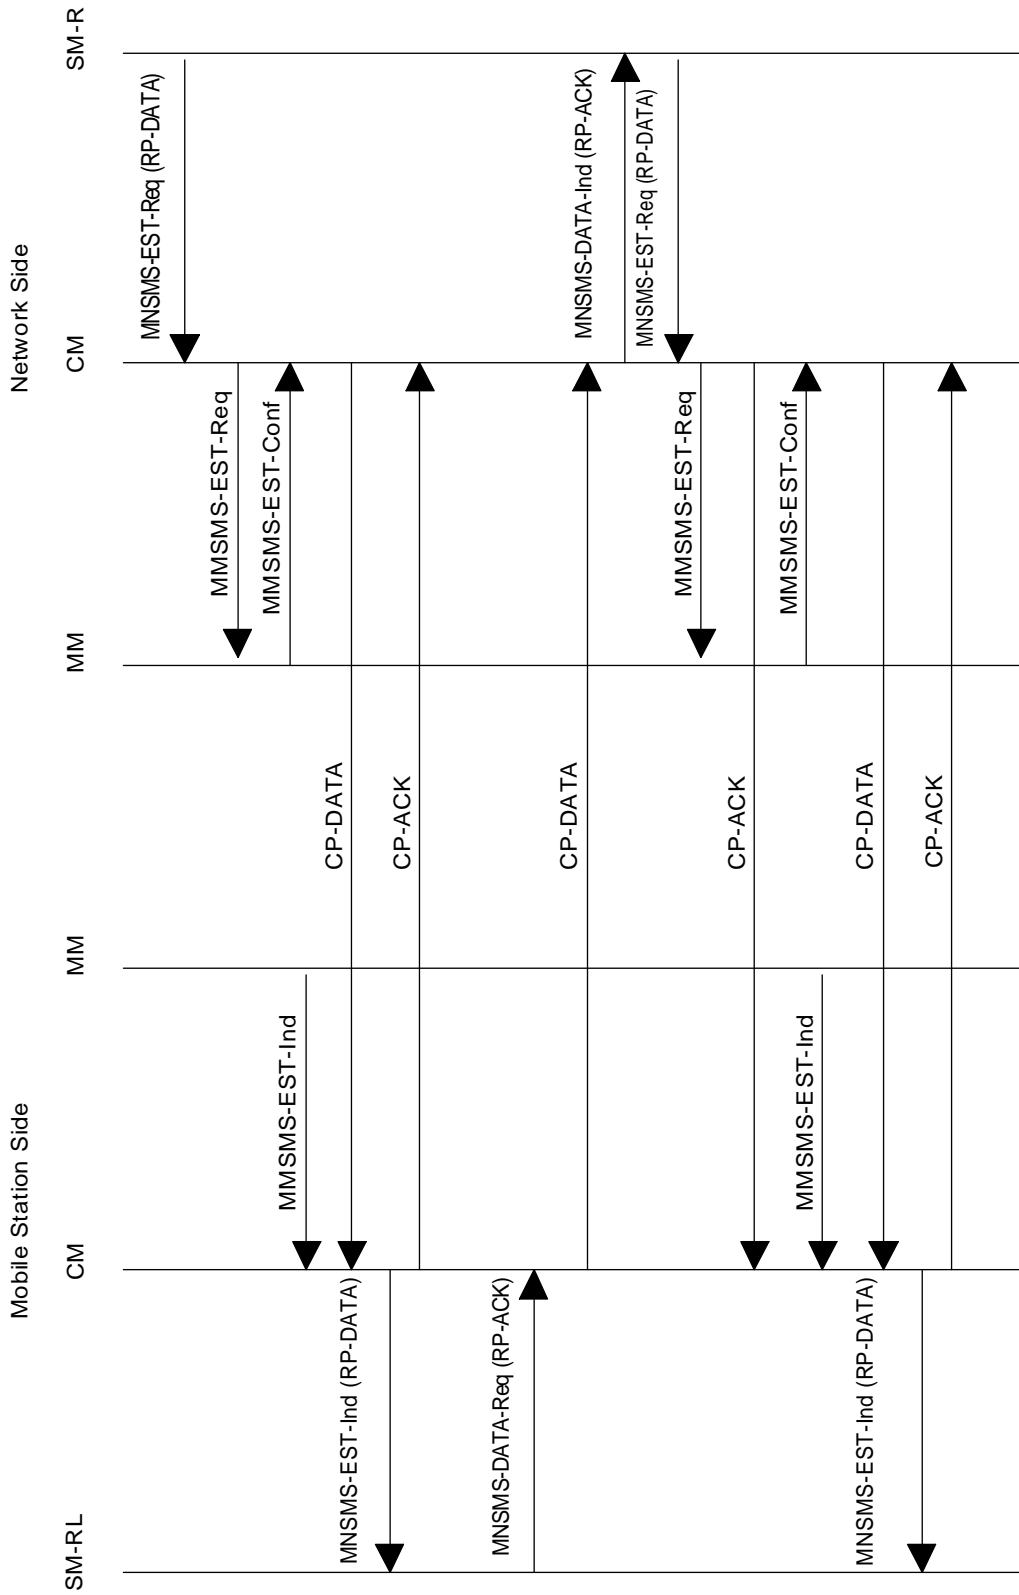 Mobile Station Side
Network Side
SM-RL
CM
MM
MM
CM
SM-R
MNSMS-EST-Req (RP-DATA)
MMSMS-EST-Req
MMSMS-EST-Conf
MMSMS-EST-Ind
CP-DATA
MNSMS-EST-Ind (RP-DATA)
CP-ACK
MNSMS-DATA-Req (RP-ACK)
CP-DATA
MNSMS-DATA-Ind (RP-ACK)
MNSMS-EST-Req (RP-DATA)
MMSMS-EST-Req
CP-ACK
MMSMS-EST-Conf
MMSMS-EST-Ind
CP-DATA
MNSMS-EST-Ind (RP-DATA)
CP-ACK